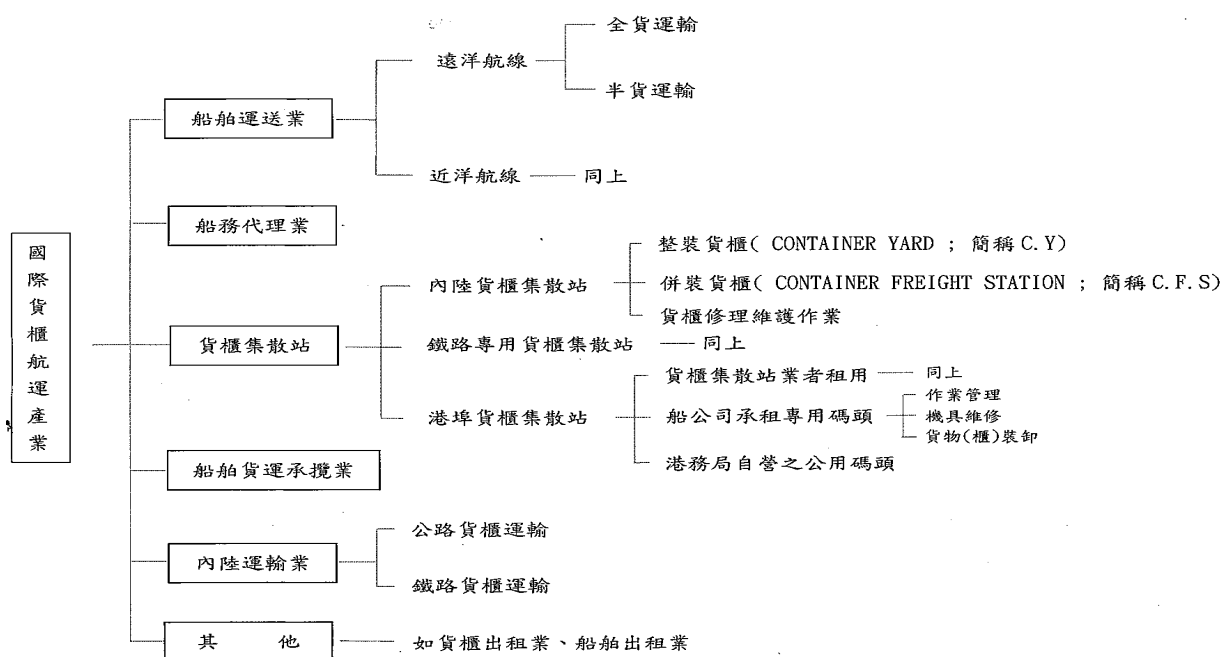 全貨運輸
遠洋航線
半貨運輸
船舶運送業
近洋航線 同上
船務代理業
國際貨櫃航運產業
整裝貨櫃( CONTAINER YARD ; 簡稱 C.Y)
內陸貨櫃集散站 併裝貨櫃( CONTAINER FREIGHT STATION ; 簡稱 C.F.S)
貨櫃修理維護作業
貨櫃集散站 鐵路專用貨櫃集散站 同上
貨櫃集散站業者租用 同上
作業管理
港埠貨櫃集散站 船公司承租專用碼頭 機具維修
貨物(櫃)裝卸
港務局自營之公用碼頭
船舶貨運承攬業
公路貨櫃運輸
內陸運輸業
鐵路貨櫃運輸
其 他 如貨櫃出租業、船舶出租業